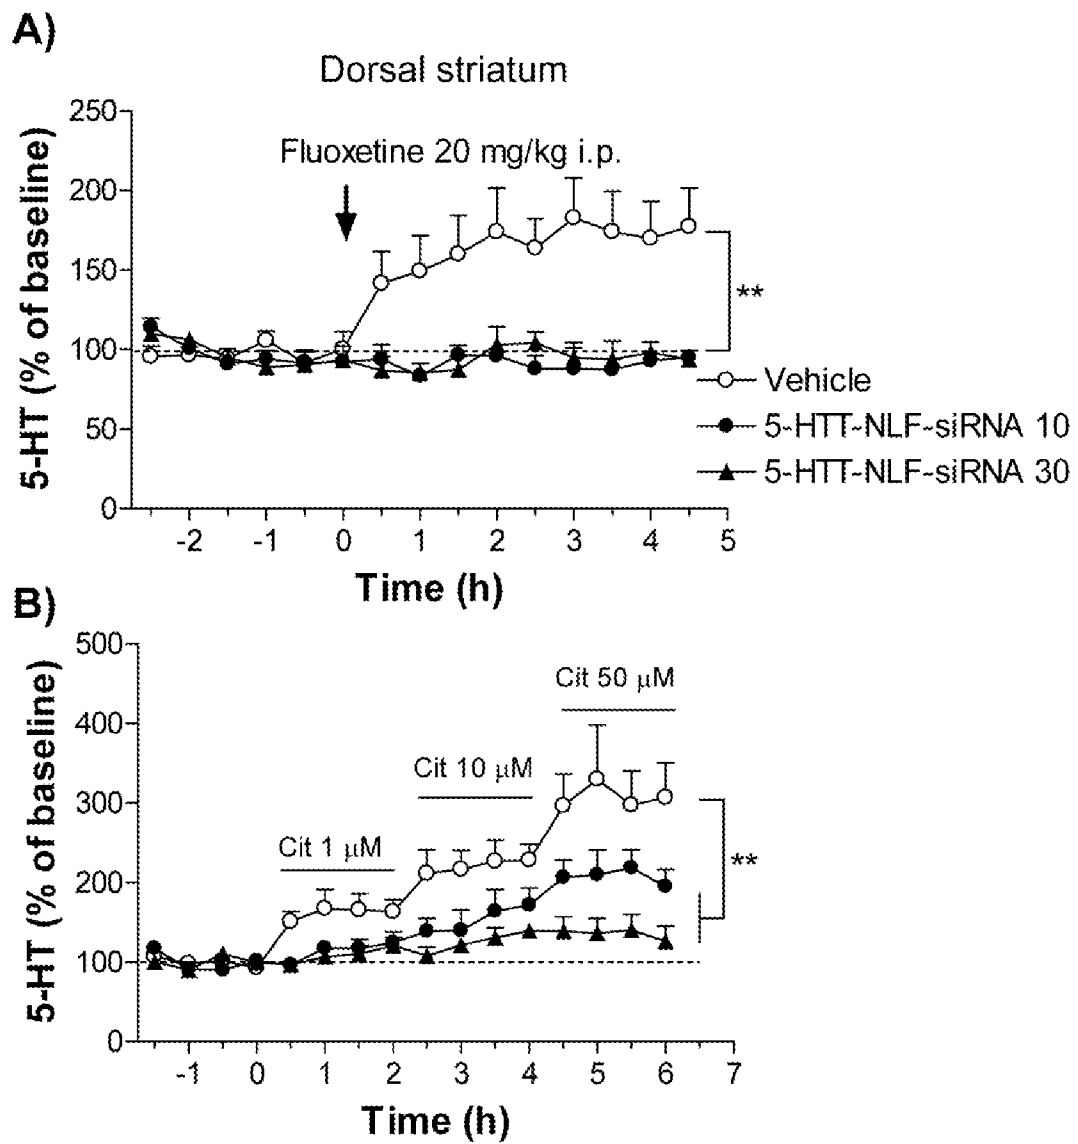 A)
Dorsal striatum
250
200
150
100
50
0
5-HT (% of baseline)
Fluoxetine 20 mg/kg i.p.
**
Vehicle
5-HTT-NLF-siRNA 10
5-HTT-NLF-siRNA 30
-2 -1 0 1 2 3 4 5
Time (h)
B)
500
400
300
200
100
0
5-HT (% of baseline)
Cit 50 μM
Cit 10 μM
Cit 1 μM
**
-1 0 1 2 3 4 5 6 7
Time (h)